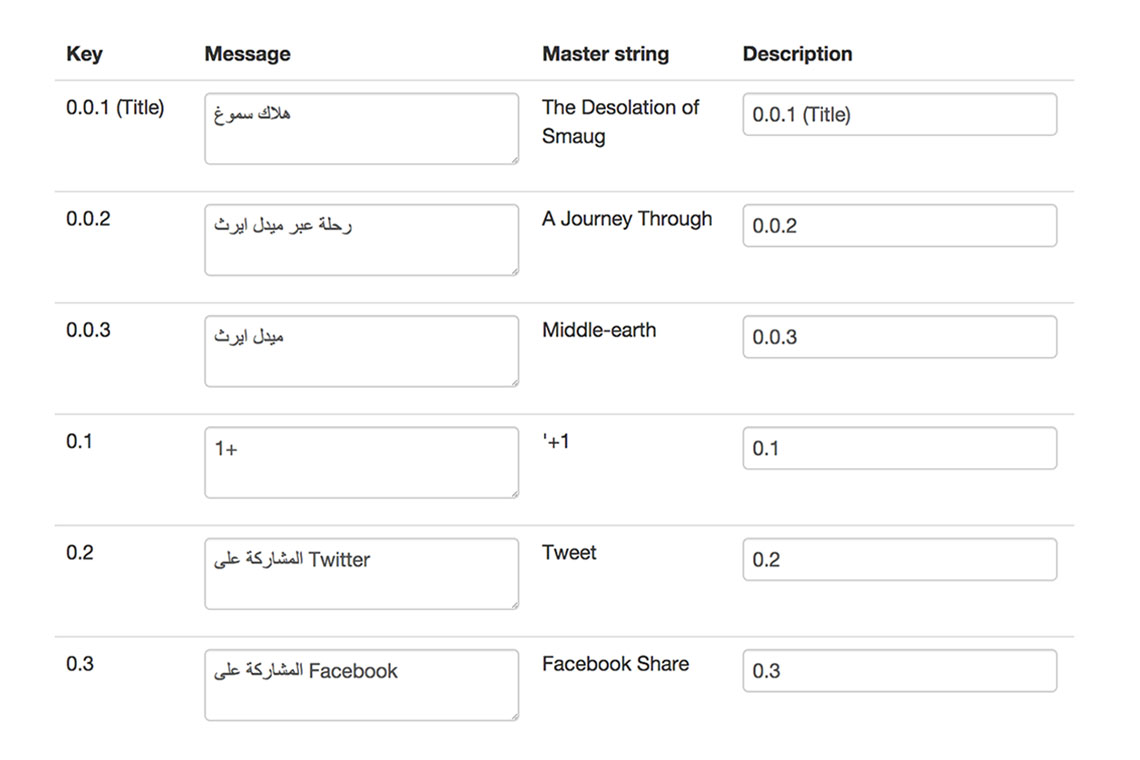 Key Message Master string Description
0.0.1 (Title) هلاك سموغ The Desolation of 0.0.1 (Title)
Smaug
0.0.2 رحلة عبر ميدل ايرث A Journey Through 0.0.2
0.0.3 ميدل ايرث Middle-earth 0.0.3
0.1 1+ '+1 0.1
0.2 المشاركة على Twitter Tweet 0.2
0.3 المشاركة على Facebook Facebook Share 0.3